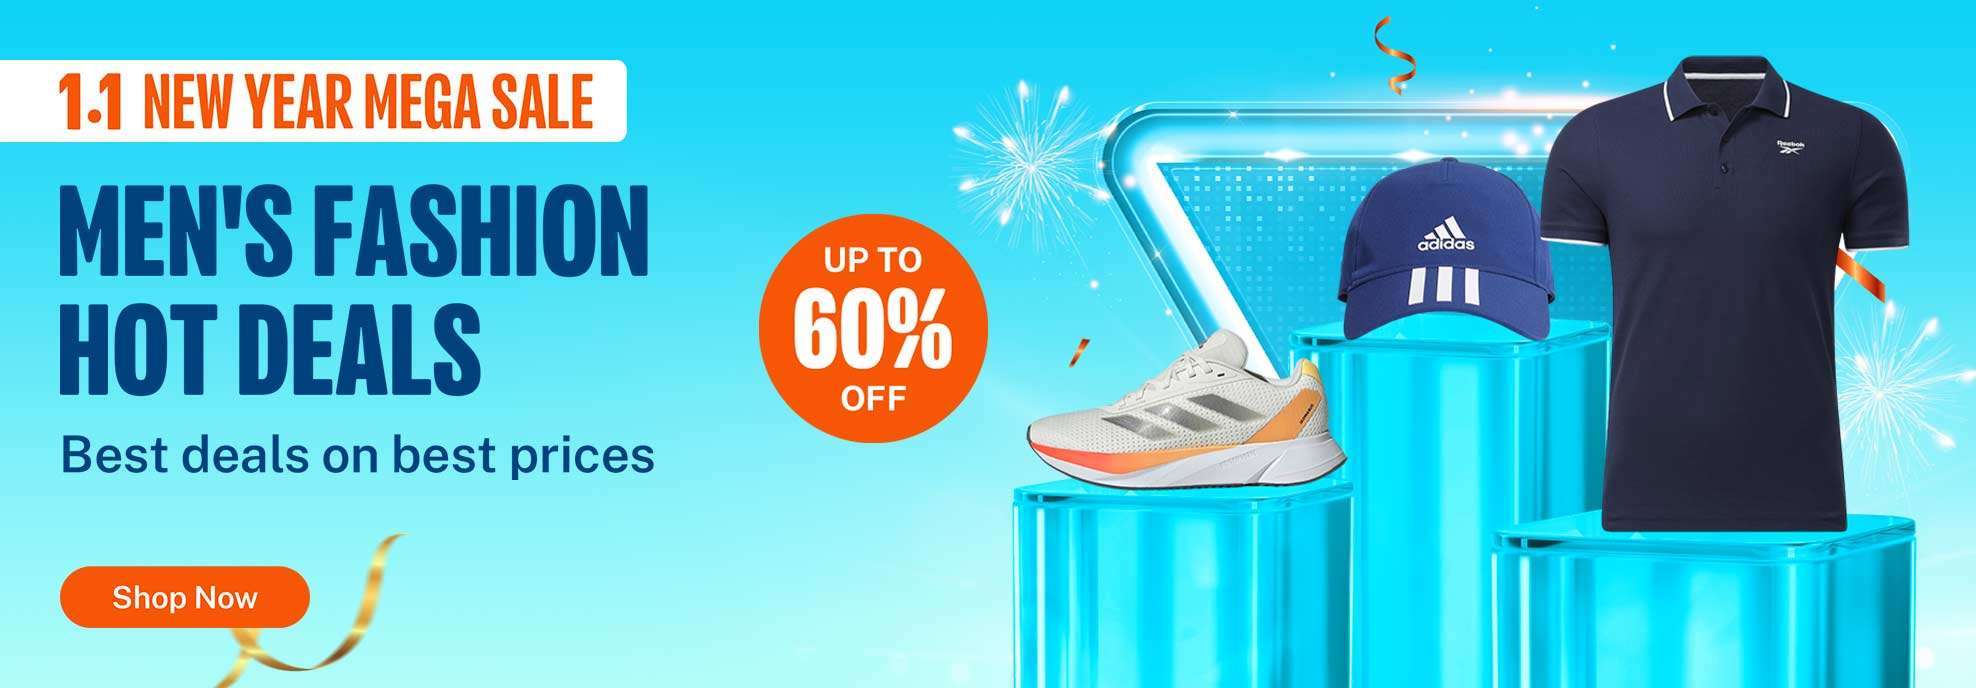 1.1 NEW YEAR MEGA SALE
MEN'S FASHION
HOT DEALS
Best deals on best prices
Shop Now
UP TO
60%
OFF
adidas
Reebok